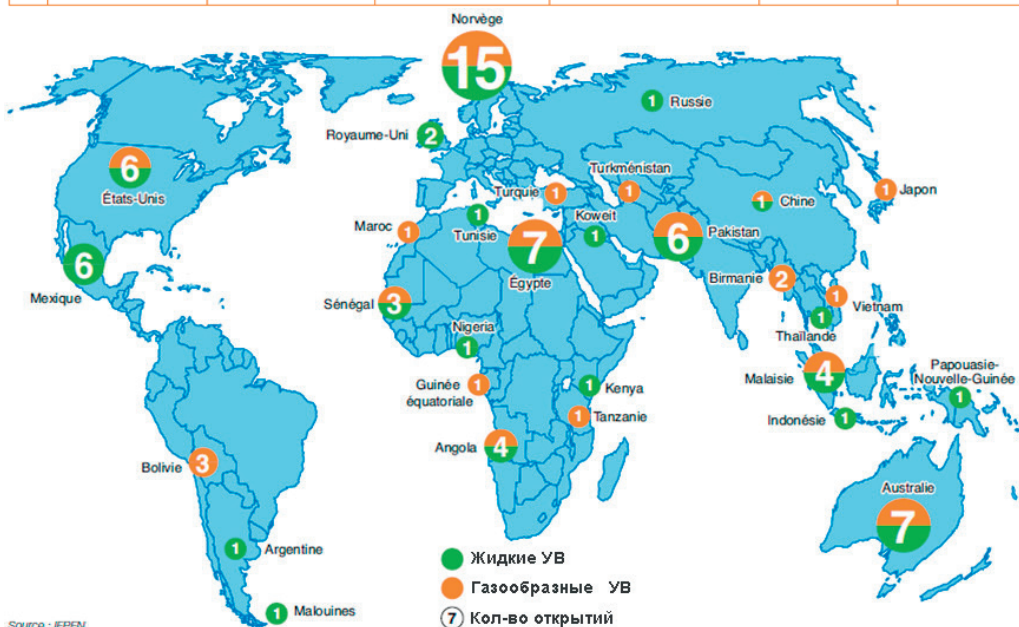 Norvège
15
1
Russie
Royaume-Uni
2
6
États-Unis
Turkménistan
Turquie
1
1
1
Chine
1
Japon
Maroc
1
1
Tunisie
Koweit
1
7
Égypte
6
Pakistan
6
Mexique
Birmanie
2
1
Vietnam
1
Thaïlande
Sénégal
3
Nigeria
1
Guinée
équatoriale
1
1
Kenya
1
Tanzanie
Malaisie
4
Papouasie-
Nouvelle-Guinée
1
Indonésie
1
Angola
4
Bolivie
3
Australie
7
1
Argentine
1
Malouines
Жидкие УВ
Газообразные УВ
7 Кол-во открытий
Source : IFPEN